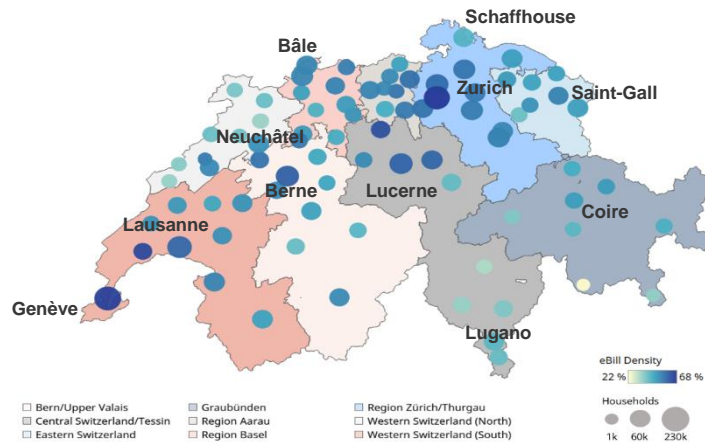 Schaffhouse
Bâle
Zurich
Saint-Gall
Neuchâtel
Berne
Lucerne
Coire
Lausanne
Genève
Lugano
eBill Density
22 % 68 %
Households
1k 60k 230k
Bern/Upper Valais Graubünden Region Zürich/Thurgau
Central Switzerland/Tessin Region Aarau Western Switzerland (North)
Eastern Switzerland Region Basel Western Switzerland (South)